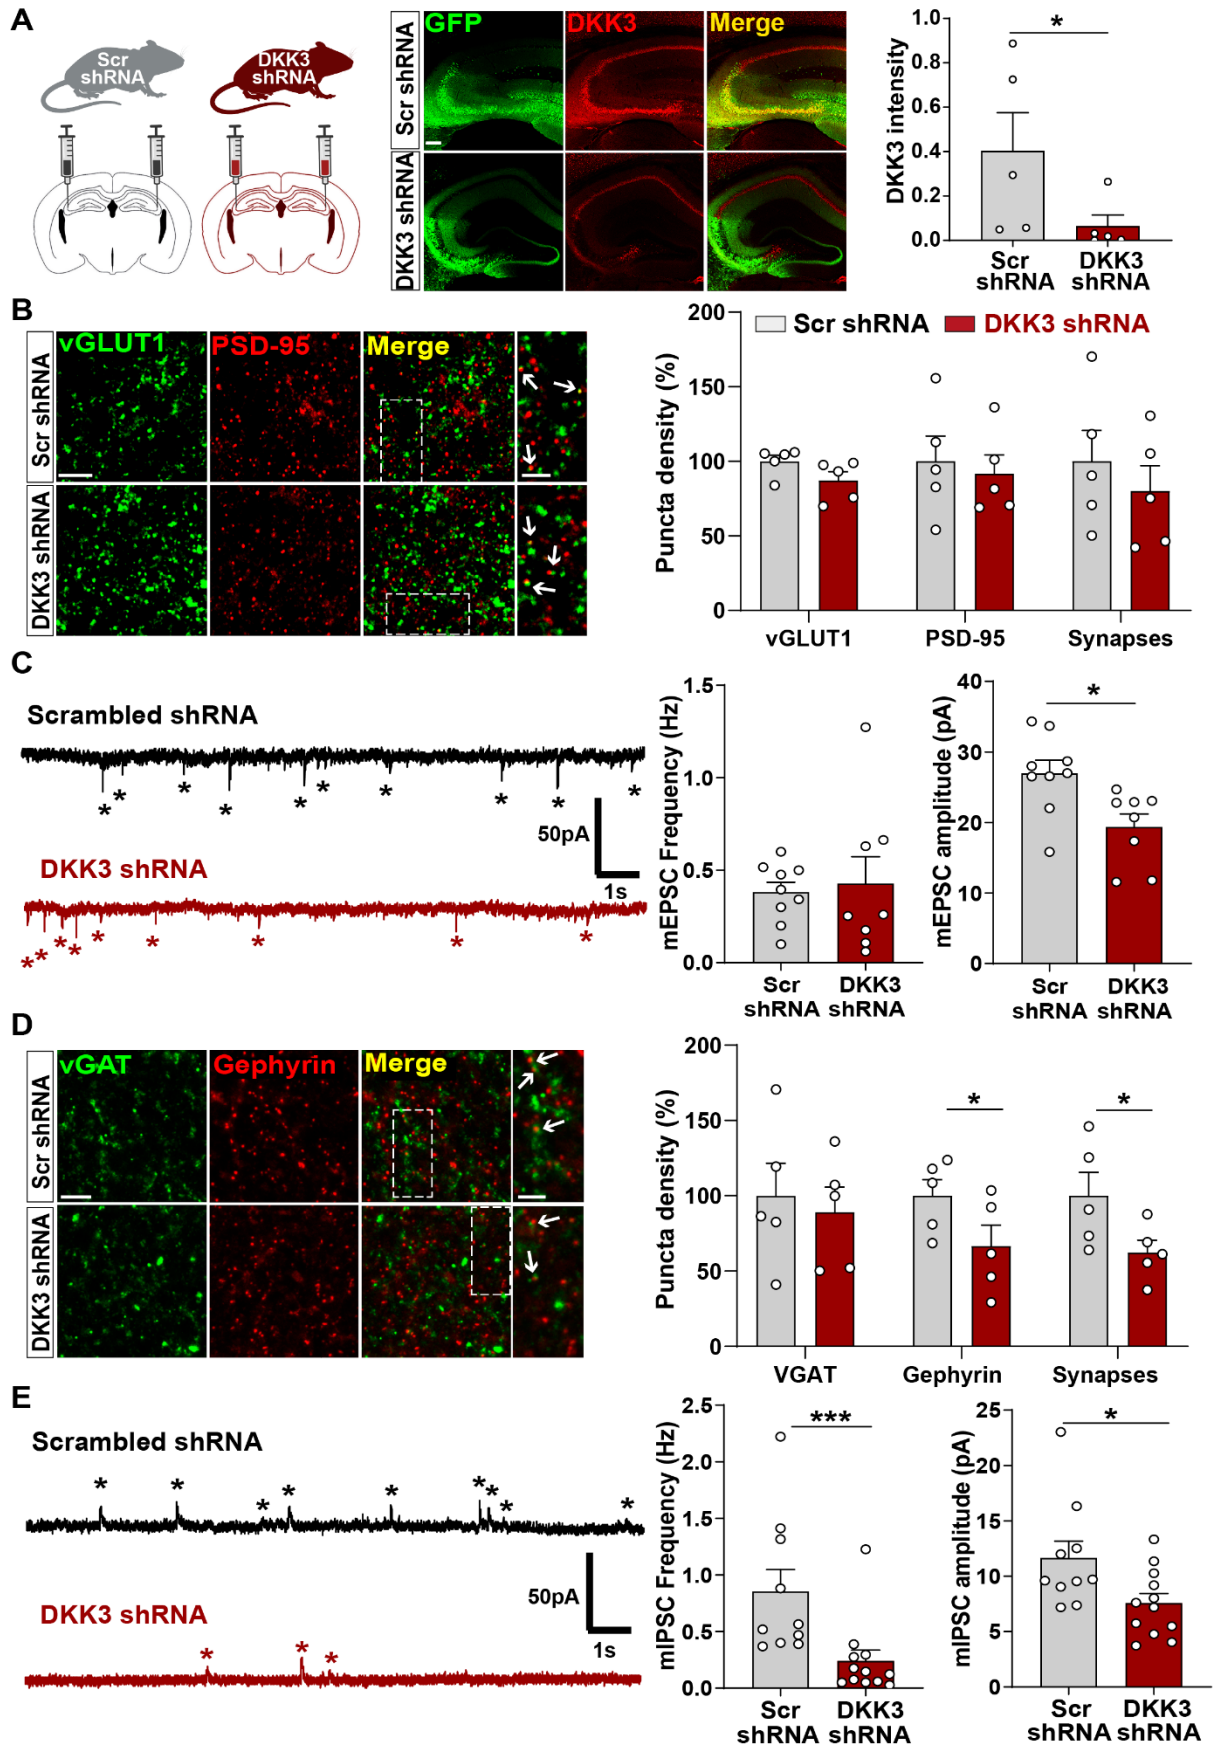 A
Scr
shRNA
DKK3
shRNA
Scr shRNA
DKK3 shRNA
GFP
DKK3
Merge
DKK3 intensity
1.0
0.8
0.6
0.4
0.2
0.0
*
Scr
shRNA
DKK3
shRNA
B
Scr shRNA
DKK3 shRNA
vGLUT1
PSD-95
Merge
Puncta density (%)
200
150
100
50
0
Scr shRNA
DKK3 shRNA
vGLUT1
PSD-95
Synapses
C
Scrambled shRNA
* * * * * * * * * *
50pA
1s
DKK3 shRNA
* * * * * * * * *
mEPSC Frequency (Hz)
1.5
1.0
0.5
0.0
Scr
shRNA
DKK3
shRNA
mEPSC amplitude (pA)
40
30
20
10
0
*
Scr
shRNA
DKK3
shRNA
D
Scr shRNA
DKK3 shRNA
vGAT
Gephyrin
Merge
Puncta density (%)
200
150
100
50
0
*
*
VGAT
Gephyrin
Synapses
E
Scrambled shRNA
* * * * * * * * *
50pA
1s
DKK3 shRNA
* * *
mIPSC Frequency (Hz)
2.5
2.0
1.5
1.0
0.5
0.0
***
Scr
shRNA
DKK3
shRNA
mIPSC amplitude (pA)
25
20
15
10
5
0
*
Scr
shRNA
DKK3
shRNA